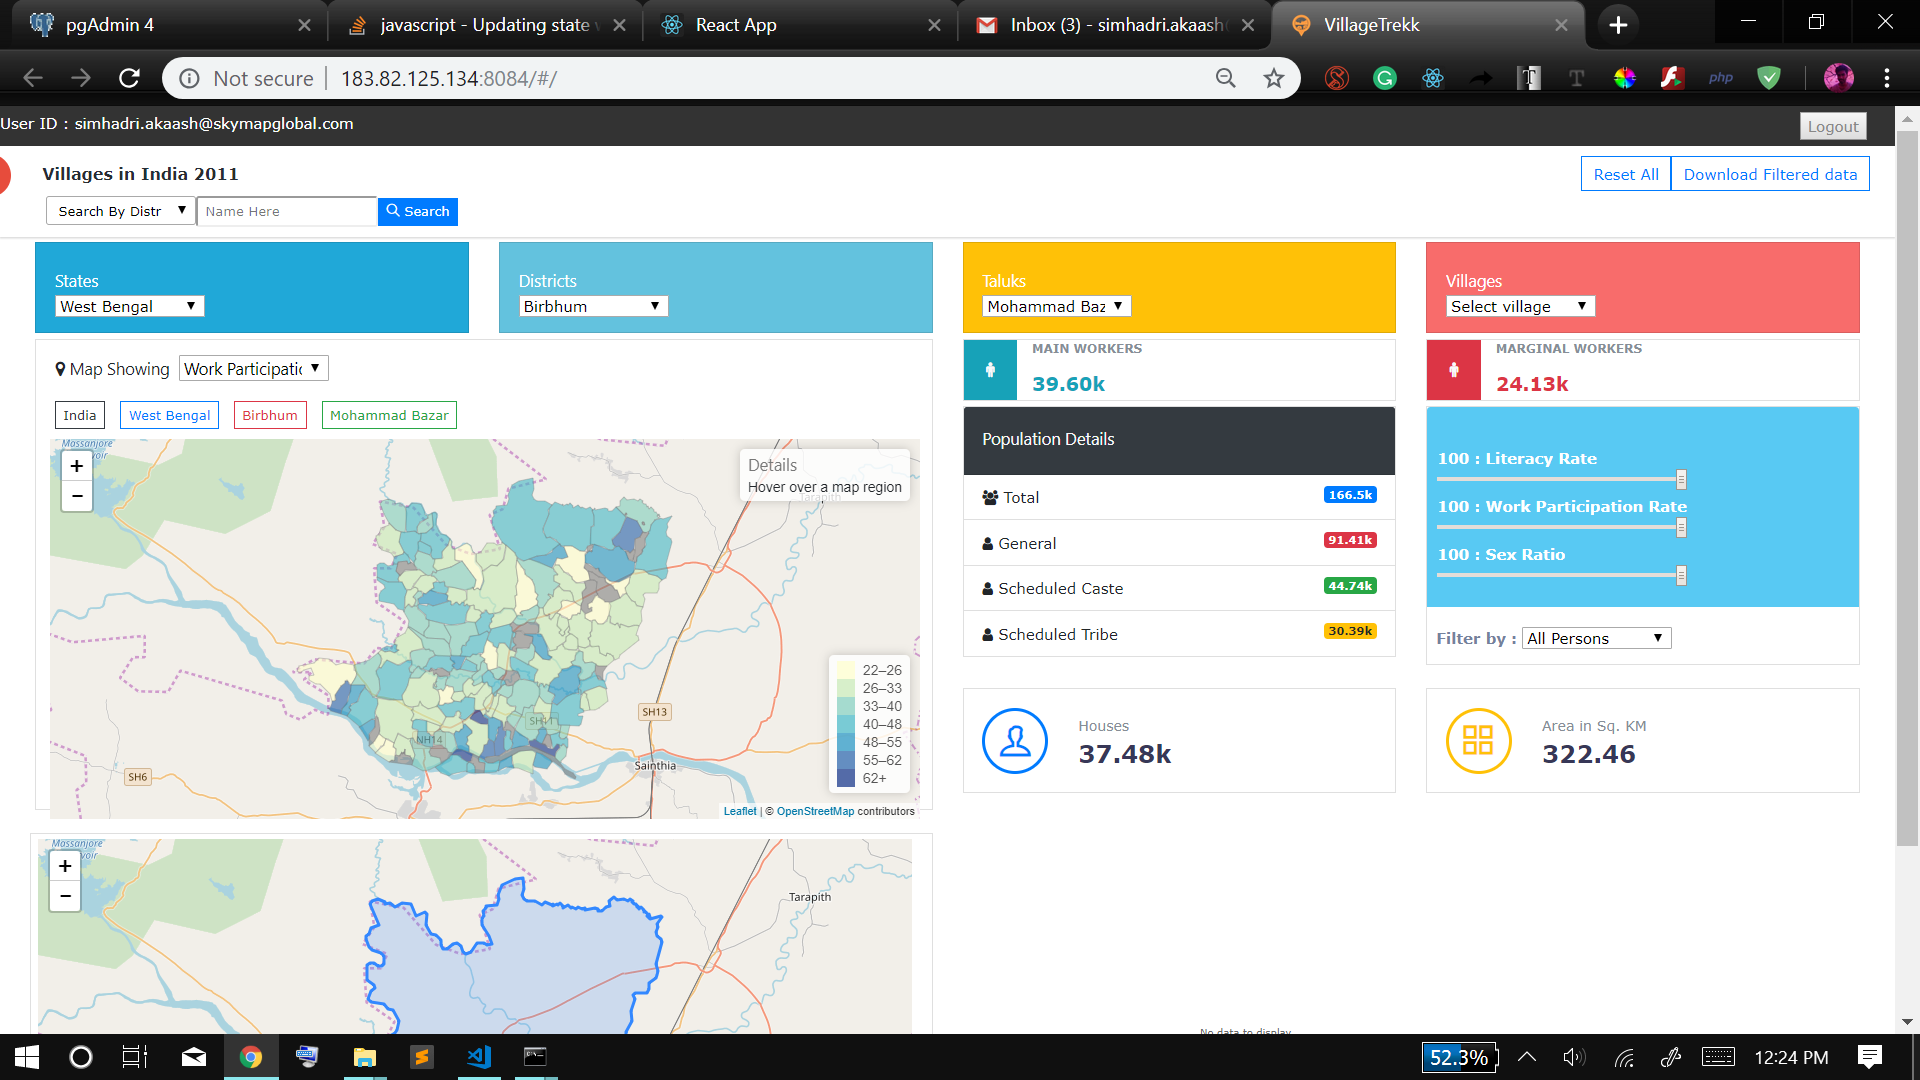 pgAdmin 4
javascript - Updating state
React App
Inbox (3) - simhadri.akaash
VillageTrekk
Not secure
183.82.125.134:8084/#/
php
User ID : simhadri.akaash@skymapglobal.com
Logout
Villages in India 2011
Reset All
Download Filtered data
Search By Distr
Name Here
Search
States
West Bengal
Districts
Birbhum
Taluks
Mohammad Baz
Villages
Select village
Map Showing
Work Participatic
India
West Bengal
Birbhum
Mohammad Bazar
Massanjore
+
−
Details
Hover over a map region
Tarapith
22–26
26–33
33–40
40–48
48–55
55–62
62+
SH11
SH13
NH14
SH6
Sainthia
Leaflet | © OpenStreetMap contributors
MAIN WORKERS
39.60k
MARGINAL WORKERS
24.13k
Population Details
Total
166.5k
General
91.41k
Scheduled Caste
44.74k
Scheduled Tribe
30.39k
100 : Literacy Rate
100 : Work Participation Rate
100 : Sex Ratio
Filter by :
All Persons
Houses
37.48k
Area in Sq. KM
322.46
Massanjore
+
−
Tarapith
No data to display
52.3%
12:24 PM